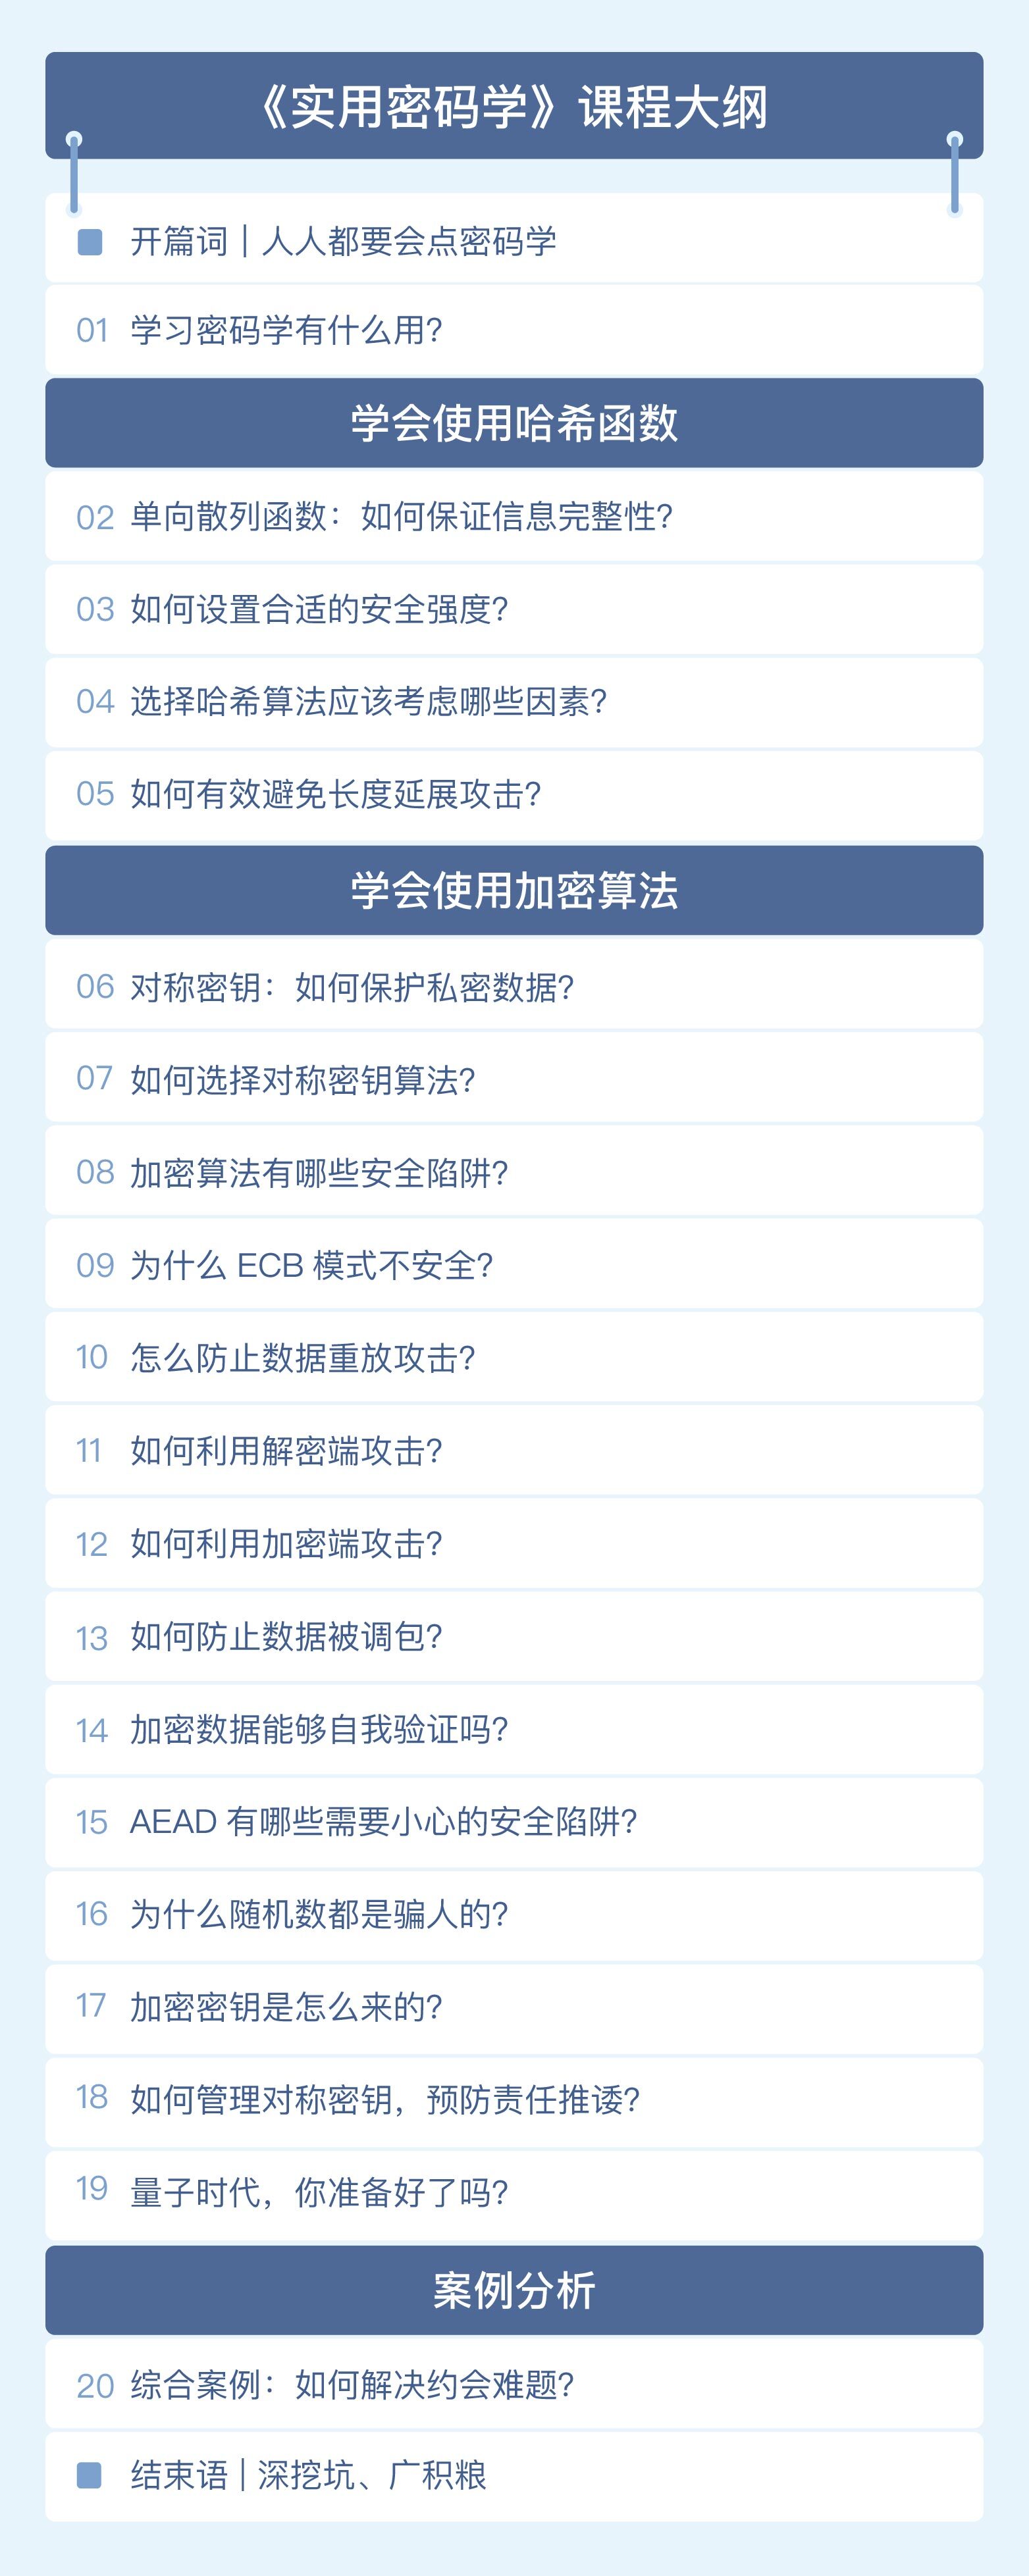 《实用密码学》课程大纲
开篇词｜人人都要会点密码学
01 学习密码学有什么用?
学会使用哈希函数
02 单向散列函数：如何保证信息完整性?
03 如何设置合适的安全强度?
04 选择哈希算法应该考虑哪些因素?
05 如何有效避免长度延展攻击?
学会使用加密算法
06 对称密钥：如何保护私密数据?
07 如何选择对称密钥算法?
08 加密算法有哪些安全陷阱?
09 为什么 ECB 模式不安全?
10 怎么防止数据重放攻击?
11 如何利用解密端攻击?
12 如何利用加密端攻击?
13 如何防止数据被调包?
14 加密数据能够自我验证吗?
15 AEAD 有哪些需要小心的安全陷阱?
16 为什么随机数都是骗人的?
17 加密密钥是怎么来的?
18 如何管理对称密钥，预防责任推诿?
19 量子时代，你准备好了吗?
案例分析
20 综合案例：如何解决约会难题?
结束语｜深挖坑、广积粮